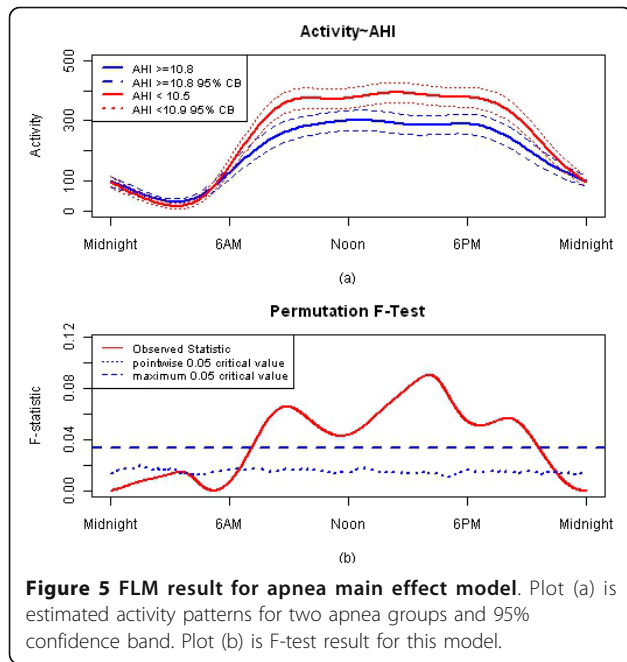 Activity~AHI
AHI >=10.8
AHI >=10.8 95% CB
AHI < 10.5
AHI <10.9 95% CB
Activity
500
300
100
0
Midnight 6AM Noon 6PM Midnight
(a)
Permutation F-Test
Observed Statistic
pointwise 0.05 critical value
maximum 0.05 critical value
F-statistic
0.12
0.08
0.04
0.00
Midnight 6AM Noon 6PM Midnight
(b)
Figure 5 FLM result for apnea main effect model. Plot (a) is
estimated activity patterns for two apnea groups and 95%
confidence band. Plot (b) is F-test result for this model.